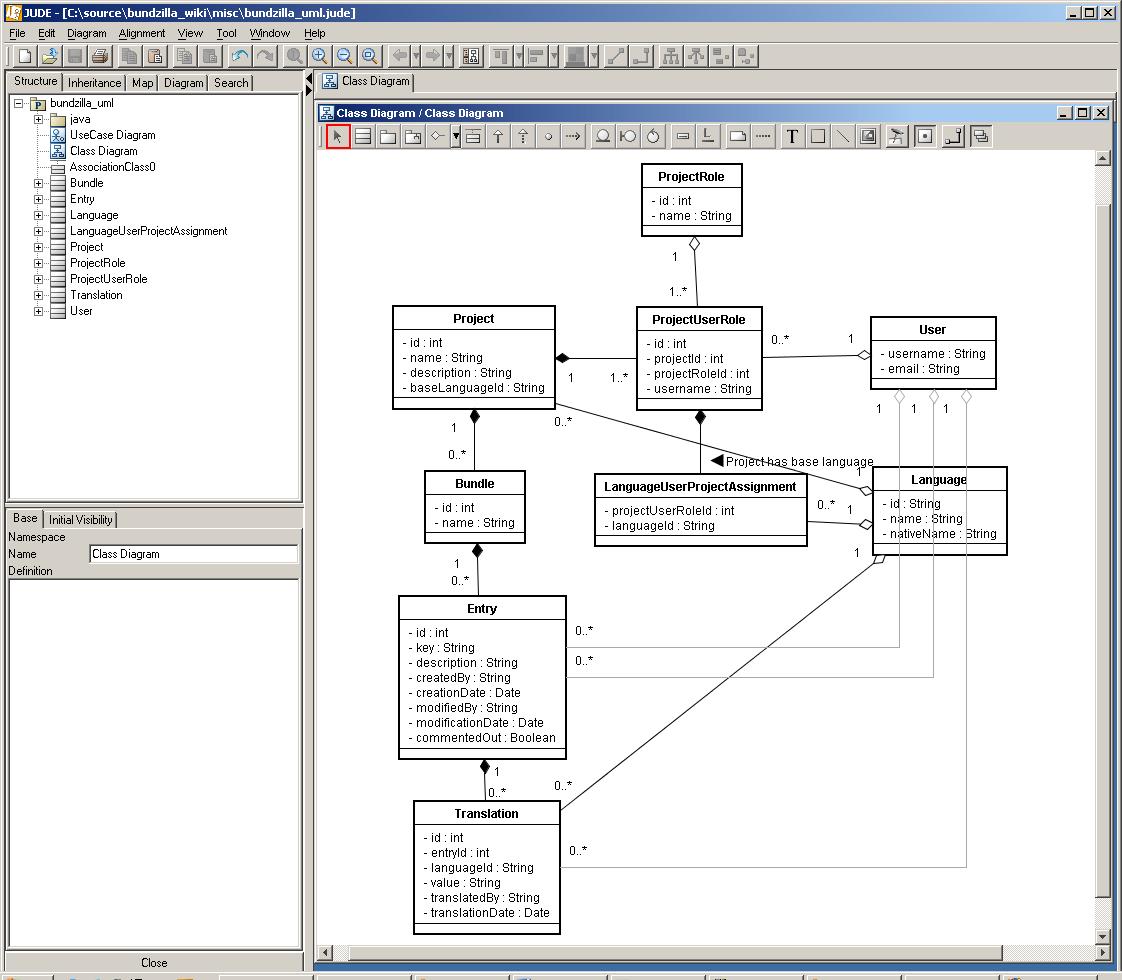 JUDE - [C:\source\bundzilla_wiki\misc\bundzilla_uml.jude]
File Edit Diagram Alignment View Tool Window Help
Structure Inheritance Map Diagram Search
bundzilla_uml
java
UseCase Diagram
Class Diagram
AssociationClass0
Bundle
Entry
Language
LanguageUserProjectAssignment
Project
ProjectRole
ProjectUserRole
Translation
User
Base Initial Visibility
Namespace
Name Class Diagram
Definition
Close
Class Diagram
Class Diagram / Class Diagram
T
ProjectRole
- id : int
- name : String
1
1..*
Project
- id : int
- name : String
- description : String
- baseLanguageId : String
1
1..*
ProjectUserRole
- id : int
- projectId : int
- projectRoleId : int
- username : String
0..*
1
User
- username : String
- email : String
1 1 1
1
0..*
0..*
Project has base language
1
Bundle
- id : int
- name : String
LanguageUserProjectAssignment
- projectUserRoleId : int
- languageId : String
0..*
1
Language
- id : String
- name : String
- nativeName : String
1
1
0..*
Entry
- id : int
- key : String
- description : String
- createdBy : String
- creationDate : Date
- modifiedBy : String
- modificationDate : Date
- commentedOut : Boolean
0..*
0..*
1
0..*
0..*
Translation
- id : int
- entryId : int
- languageId : String
- value : String
- translatedBy : String
- translationDate : Date
0..*